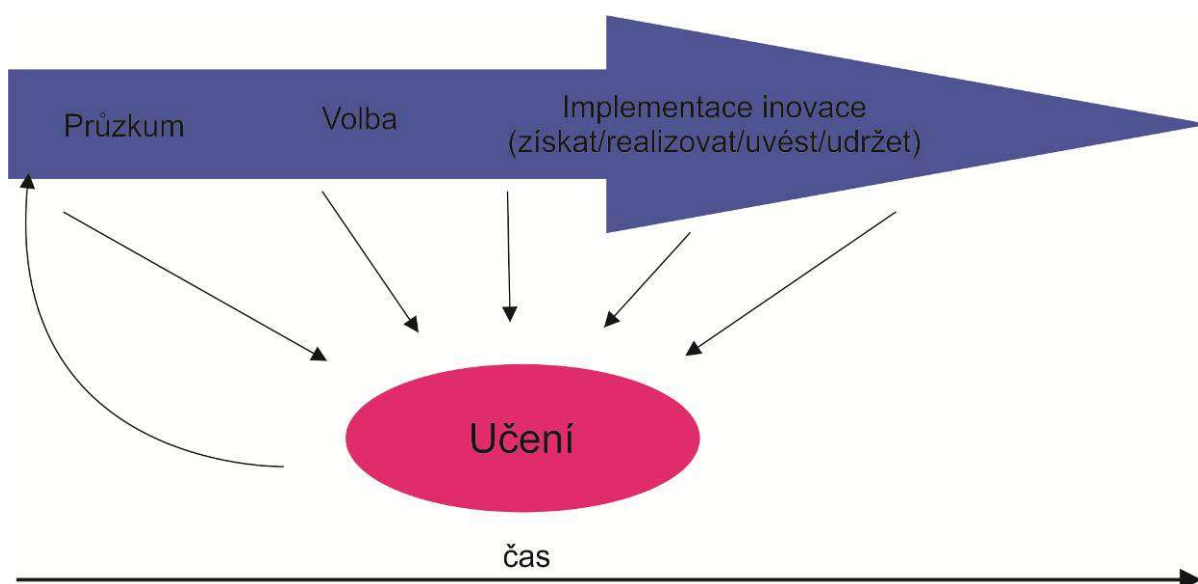 Průzkum
Volba
Implementace inovace
(získat/realizovat/uvést/udržet)
Učení
čas